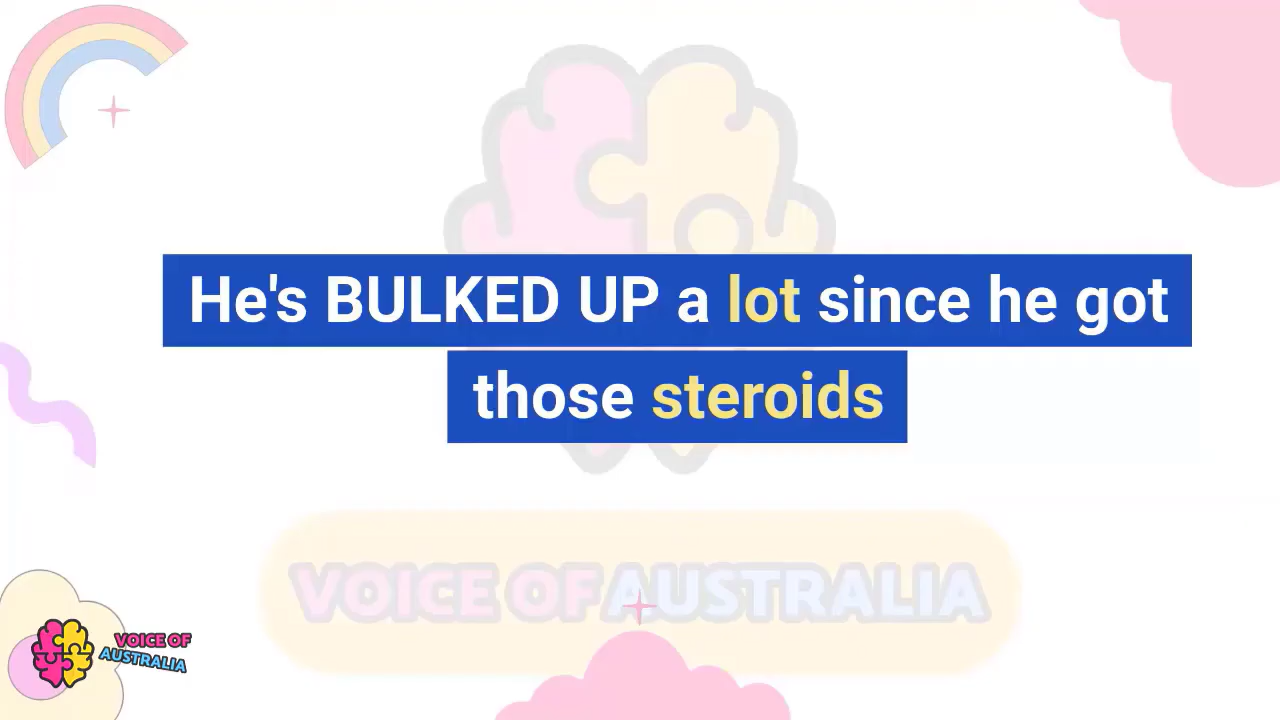 He's BULKED UP a lot since he got
those steroids
VOICE OF AUSTRALIA
VOICE OF
AUSTRALIA